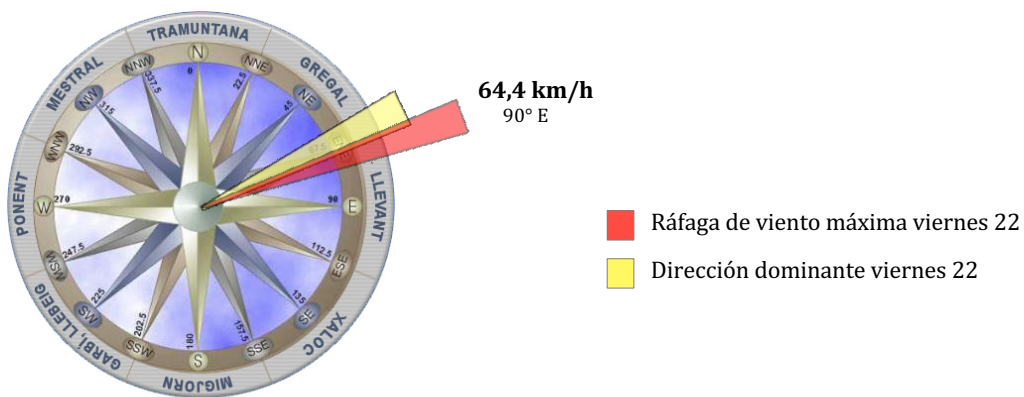 TRAMUNTANA
GREGAL
LLEVANT
XALOC
MIGJORN
GARBÍ, LLEBEIG
PONENT
MESTRAL
N
NNE
NE
E
ESE
SE
SSE
S
SSW
SW
WSW
W
WNW
NW
NNW
0
22.5
45
67.5
90
112.5
135
157.5
180
202.5
225
247.5
270
292.5
315
337.5
64,4 km/h
90° E
Ráfaga de viento máxima viernes 22
Dirección dominante viernes 22